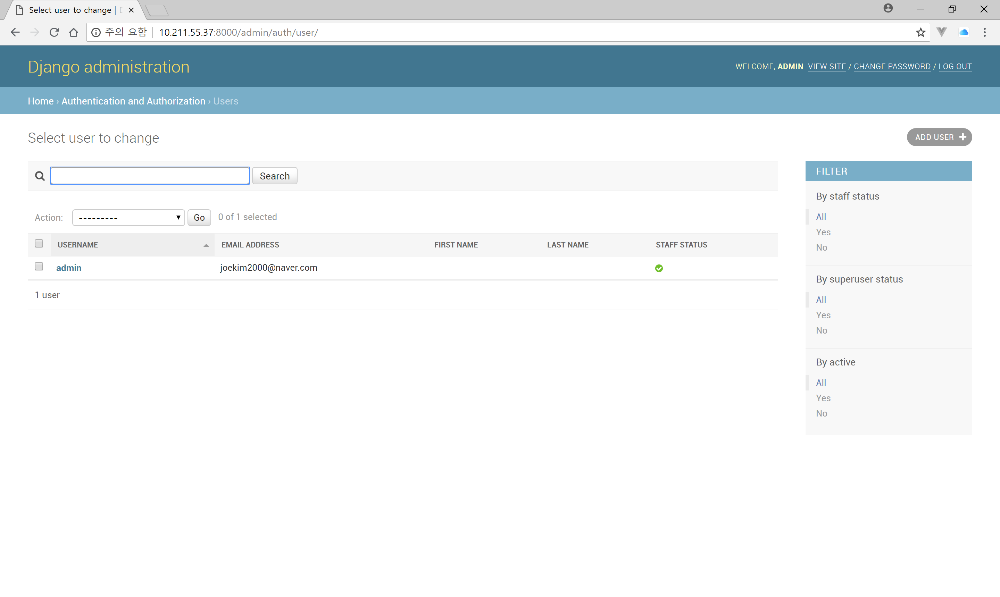 Select user to change |
주의 요함 10.211.55.37:8000/admin/auth/user/
Django administration
WELCOME, ADMIN. VIEW SITE / CHANGE PASSWORD / LOG OUT
Home › Authentication and Authorization › Users
Select user to change
ADD USER
Search
FILTER
By staff status
All
Yes
No
By superuser status
All
Yes
No
By active
All
Yes
No
Action: --------- Go 0 of 1 selected
USERNAME EMAIL ADDRESS FIRST NAME LAST NAME STAFF STATUS
admin joekim2000@naver.com
1 user